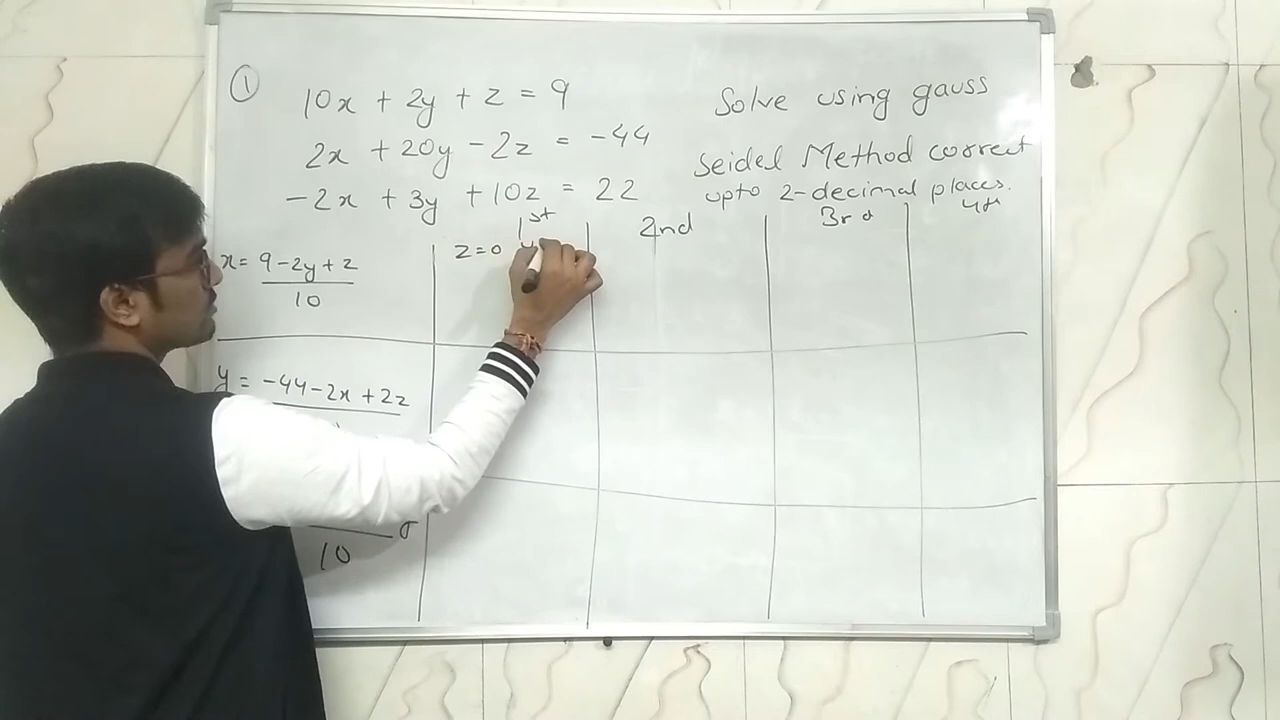 ①
10x + 2y + z = 9
2x + 20y - 2z = -44
-2x + 3y + 10z = 22
Solve using gauss
Seidel Method correct
upto 2-decimal places.
1st 2nd 3rd 4th
x = 9 - 2y + z
10
z=0
y = -44 - 2x + 2z
10